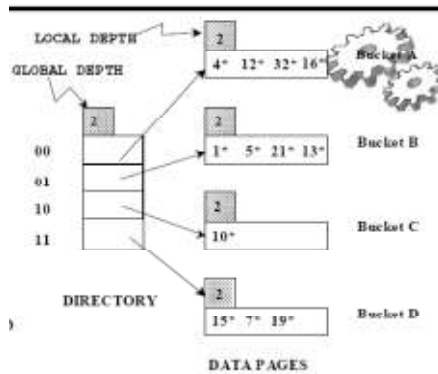 LOCAL DEPTH
2
4* 12* 32* 16*
Bucket A
GLOBAL DEPTH
2
2
00
1* 5* 21* 13*
Bucket B
01
10
2
11
10*
Bucket C
2
DIRECTORY
15* 7* 19*
Bucket D
DATA PAGES